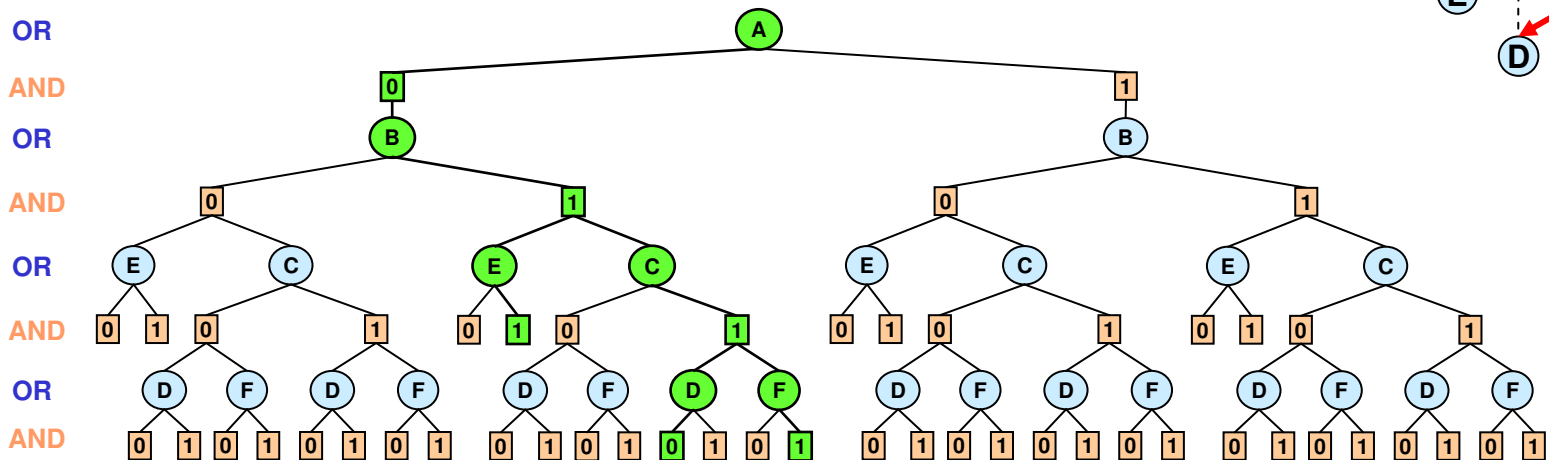 OR A E
D
AND 0 1
OR B B
AND 0 1 0 1
OR E C E C E C E C
AND 0 1 0 1 0 1 0 1 0 1 0 1 0 1 0 1
OR D F D F D F D F D F D F D F D F
AND 0 1 0 1 0 1 0 1 0 1 0 1 0 1 0 1 0 1 0 1 0 1 0 1 0 1 0 1 0 1 0 1